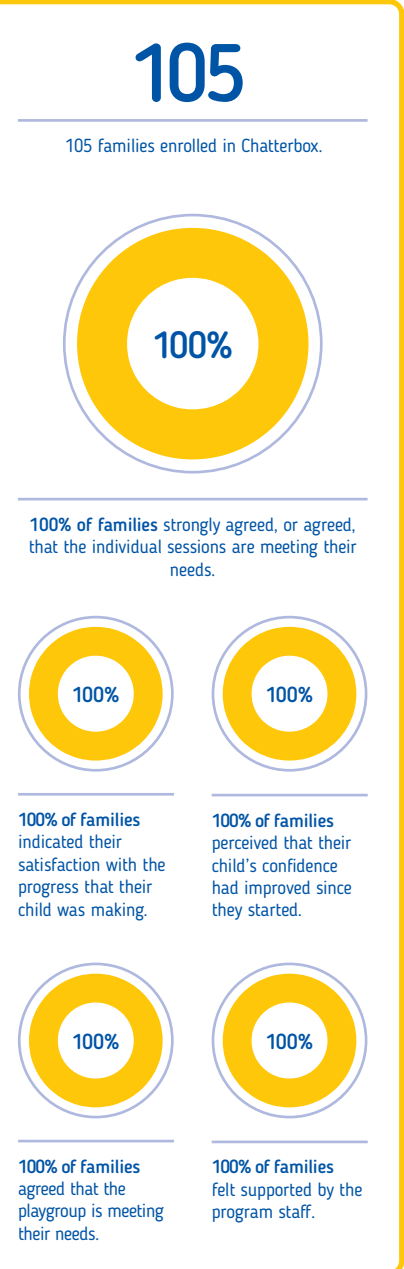 105
105 families enrolled in Chatterbox.
100%
100% of families strongly agreed, or agreed,
that the individual sessions are meeting their
needs.
100%
100% of families
indicated their
satisfaction with the
progress that their
child was making.
100%
100% of families
perceived that their
child’s confidence
had improved since
they started.
100%
100% of families
agreed that the
playgroup is meeting
their needs.
100%
100% of families
felt supported by the
program staff.